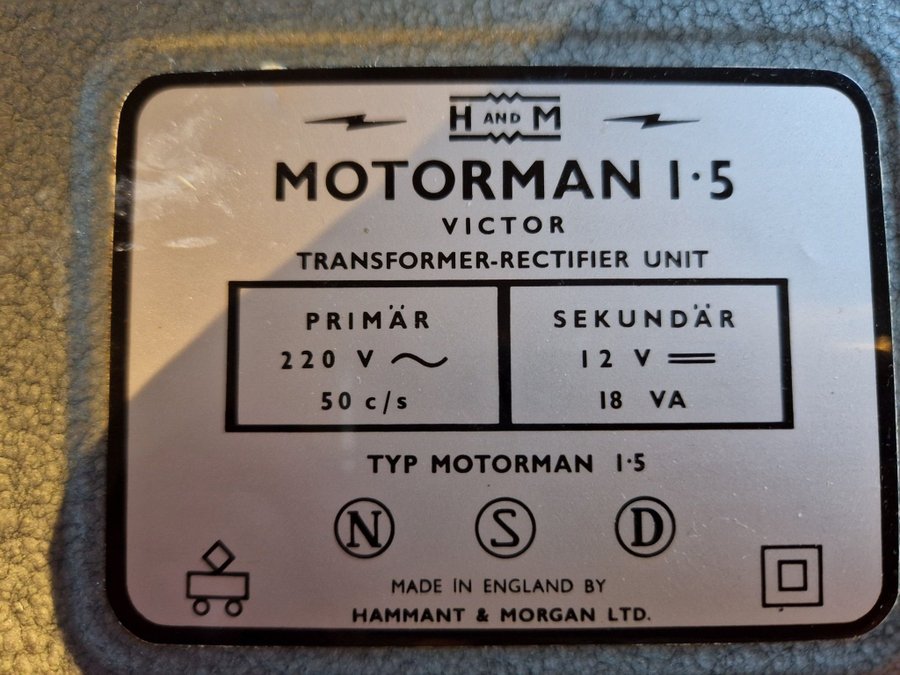 H AND M
MOTORMAN 1·5
VICTOR
TRANSFORMER-RECTIFIER UNIT
PRIMÄR
220 V ~
50 c/s
SEKUNDÄR
12 V ⎓
18 VA
TYP MOTORMAN 1·5
N S D
MADE IN ENGLAND BY
HAMMANT & MORGAN LTD.